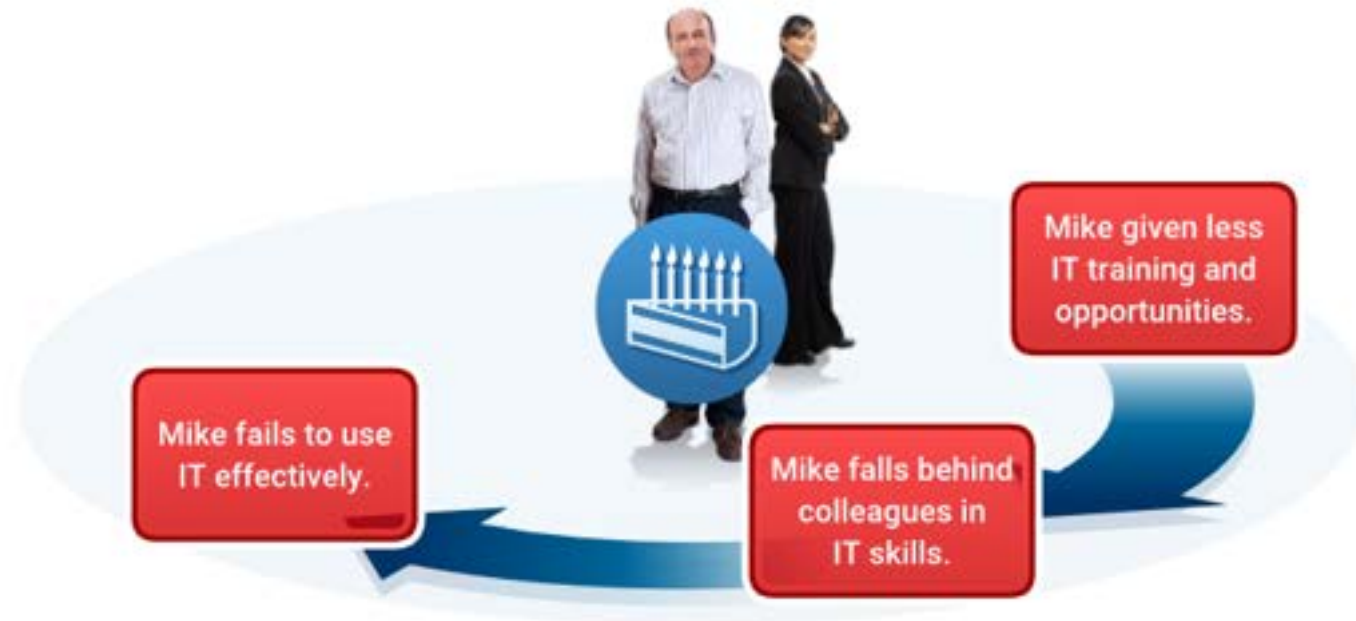 Mike given less
IT training and
opportunities.
Mike falls behind
colleagues in
IT skills.
Mike fails to use
IT effectively.